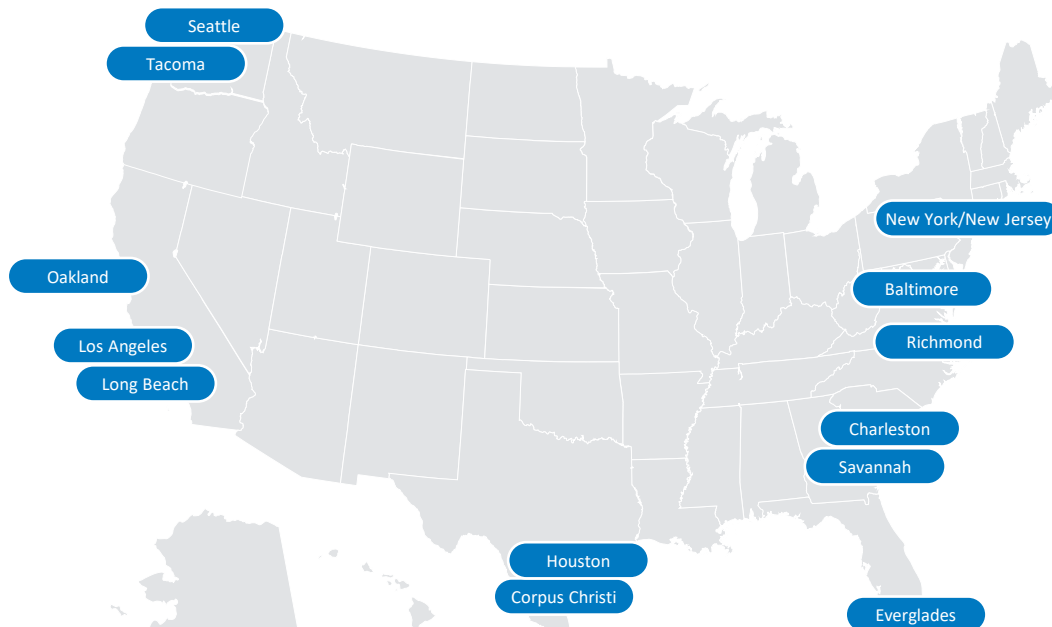 Seattle
Tacoma
New York/New Jersey
Oakland
Baltimore
Richmond
Los Angeles
Long Beach
Charleston
Savannah
Houston
Corpus Christi
Everglades